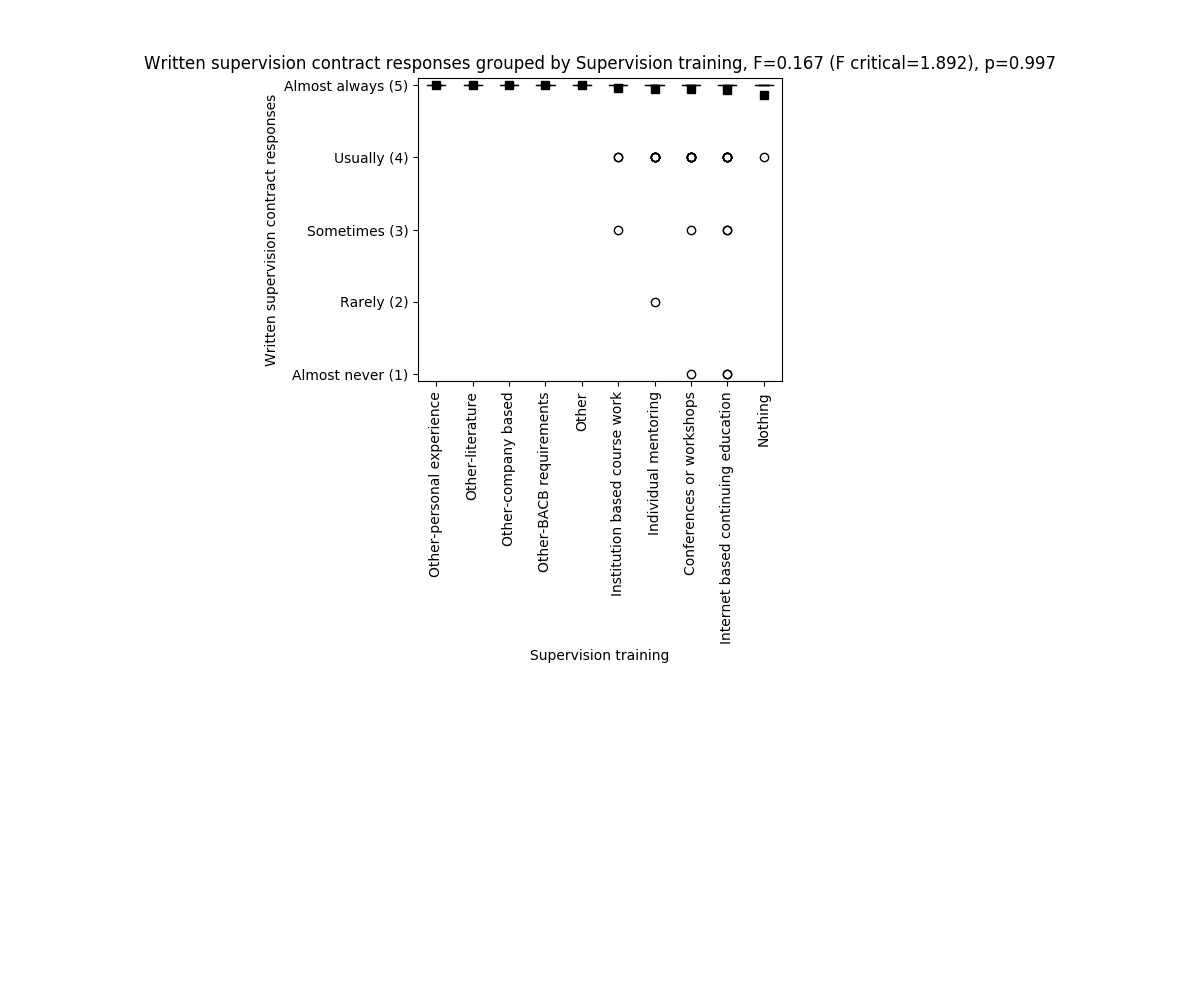 Written supervision contract responses grouped by Supervision training, F=0.167 (F critical=1.892), p=0.997
Written supervision contract responses
Almost always (5)
Usually (4)
Sometimes (3)
Rarely (2)
Almost never (1)
Other-personal experience
Other-literature
Other-company based
Other-BACB requirements
Other
Institution based course work
Individual mentoring
Conferences or workshops
Internet based continuing education
Nothing
Supervision training